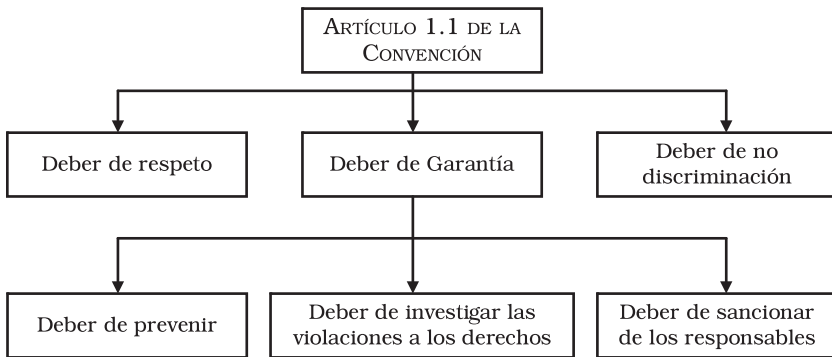 ARTÍCULO 1.1 DE LA
CONVENCIÓN
Deber de respeto
Deber de Garantía
Deber de no
discriminación
Deber de prevenir
Deber de investigar las
violaciones a los derechos
Deber de sancionar
de los responsables